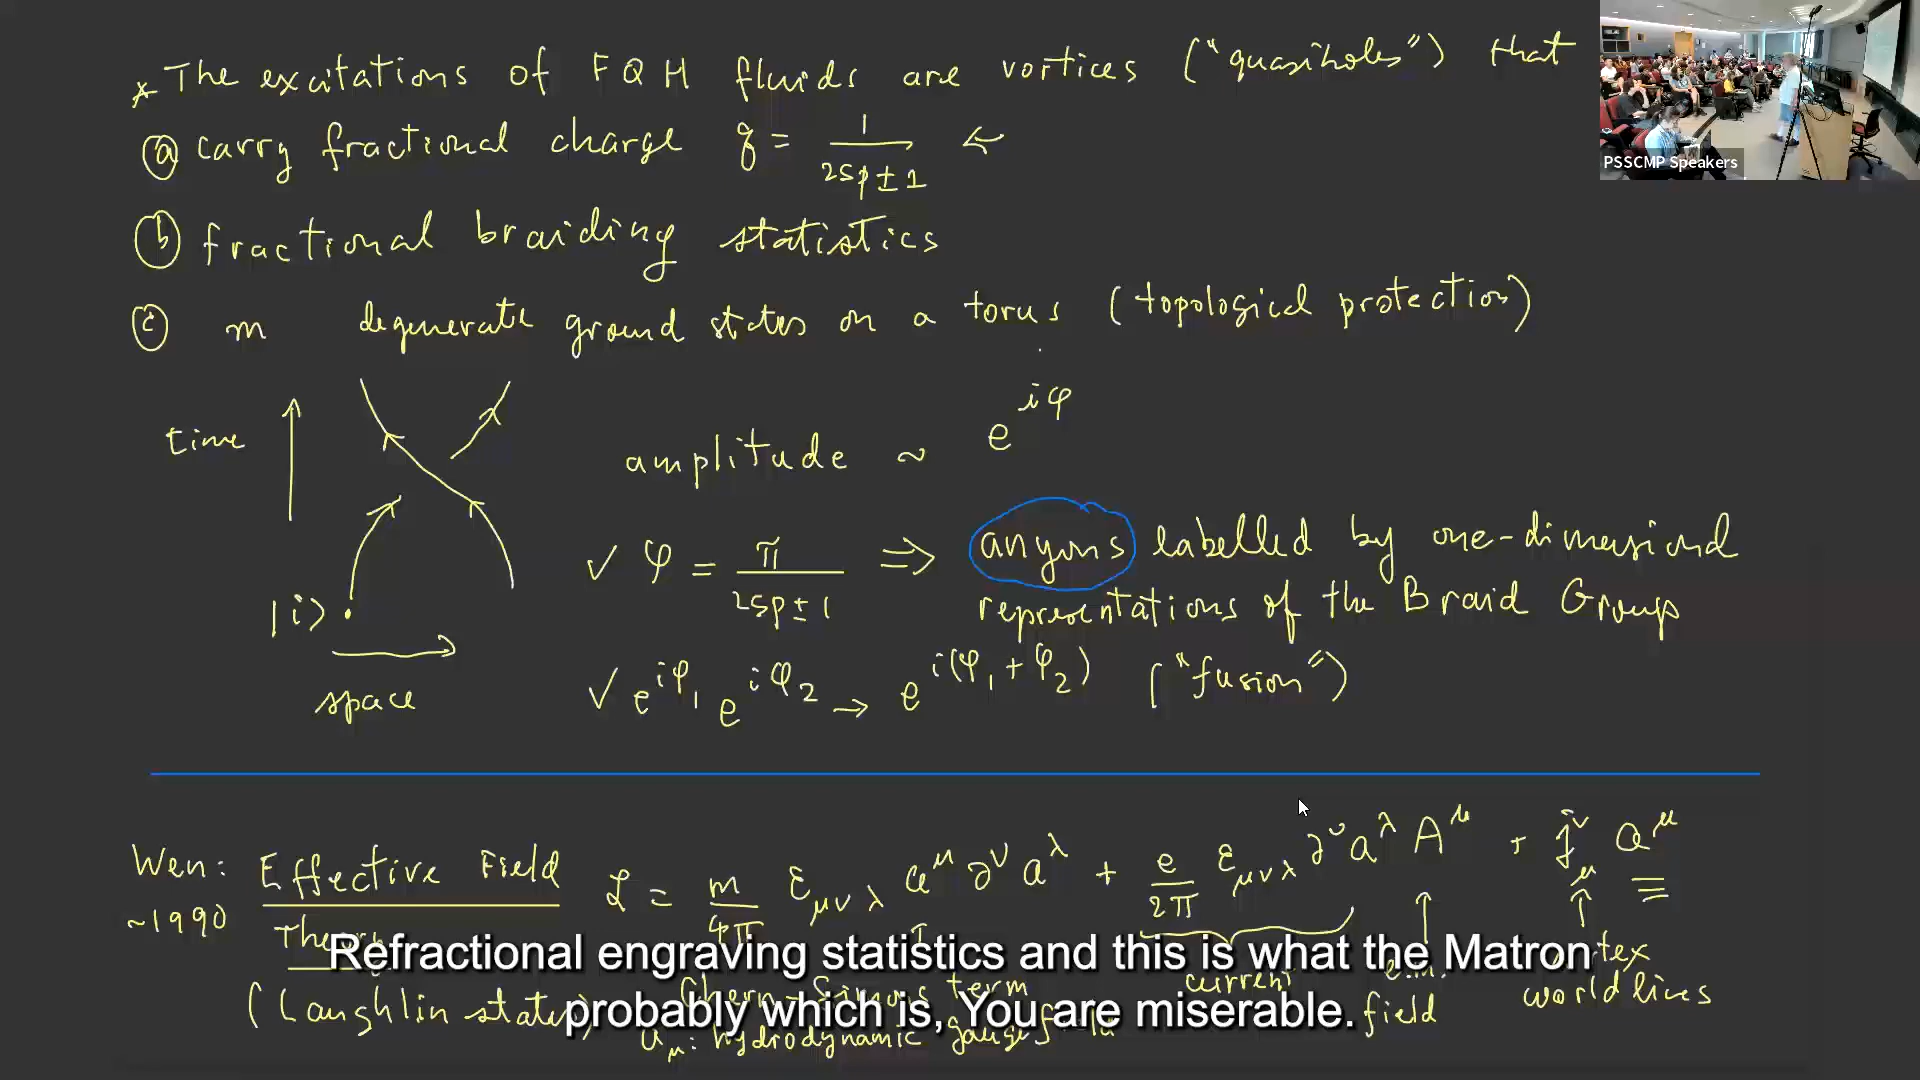 * The excitations of FQH fluids are vortices ("quasiholes") that
PSSCMP Speakers
(a) carry fractional charge q = 1/(2sp ± 1) ←
(b) fractional braiding statistics
(c) m degenerate ground states on a torus (topological protection)
time
amplitude ~ e^{iφ}
✓ φ = π/(2sp ± 1) ⇒ anyons labelled by one-dimensional
representations of the Braid Group
|i⟩
space
✓ e^{iφ₁} e^{iφ₂} → e^{i(φ₁ + φ₂)} ("fusion")
Wen: Effective Field
~1990
ℒ = m/4π ε_{μνλ} a^μ ∂^ν a^λ + e/2π ε_{μνλ} ∂^ν a^λ A^μ + j^v_μ a^μ
Refractional engraving statistics and this is what the Matron
probably which is, You are miserable.
(Laughlin states)
Chern-Simons term
current
field
world lines
a_μ: hydrodynamic gauge field